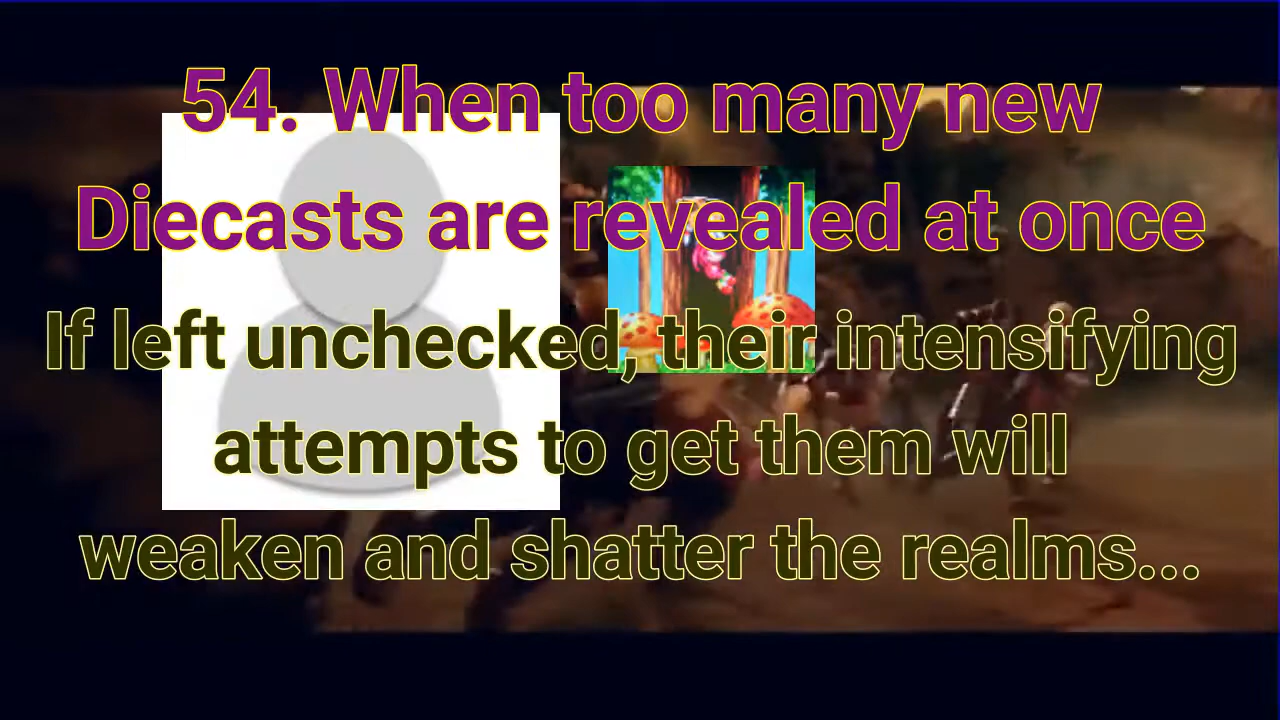 54. When too many new
Diecasts are revealed at once
If left unchecked, their intensifying
attempts to get them will
weaken and shatter the realms...